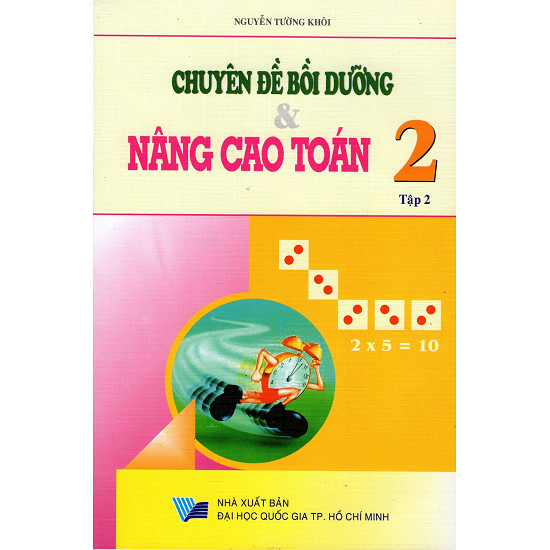 NGUYỄN TƯỜNG KHÔI
CHUYÊN ĐỀ BỒI DƯỠNG
&
NÂNG CAO TOÁN 2
Tập 2
2 x 5 = 10
NHÀ XUẤT BẢN
ĐẠI HỌC QUỐC GIA TP. HỒ CHÍ MINH